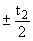 ± t₂/2